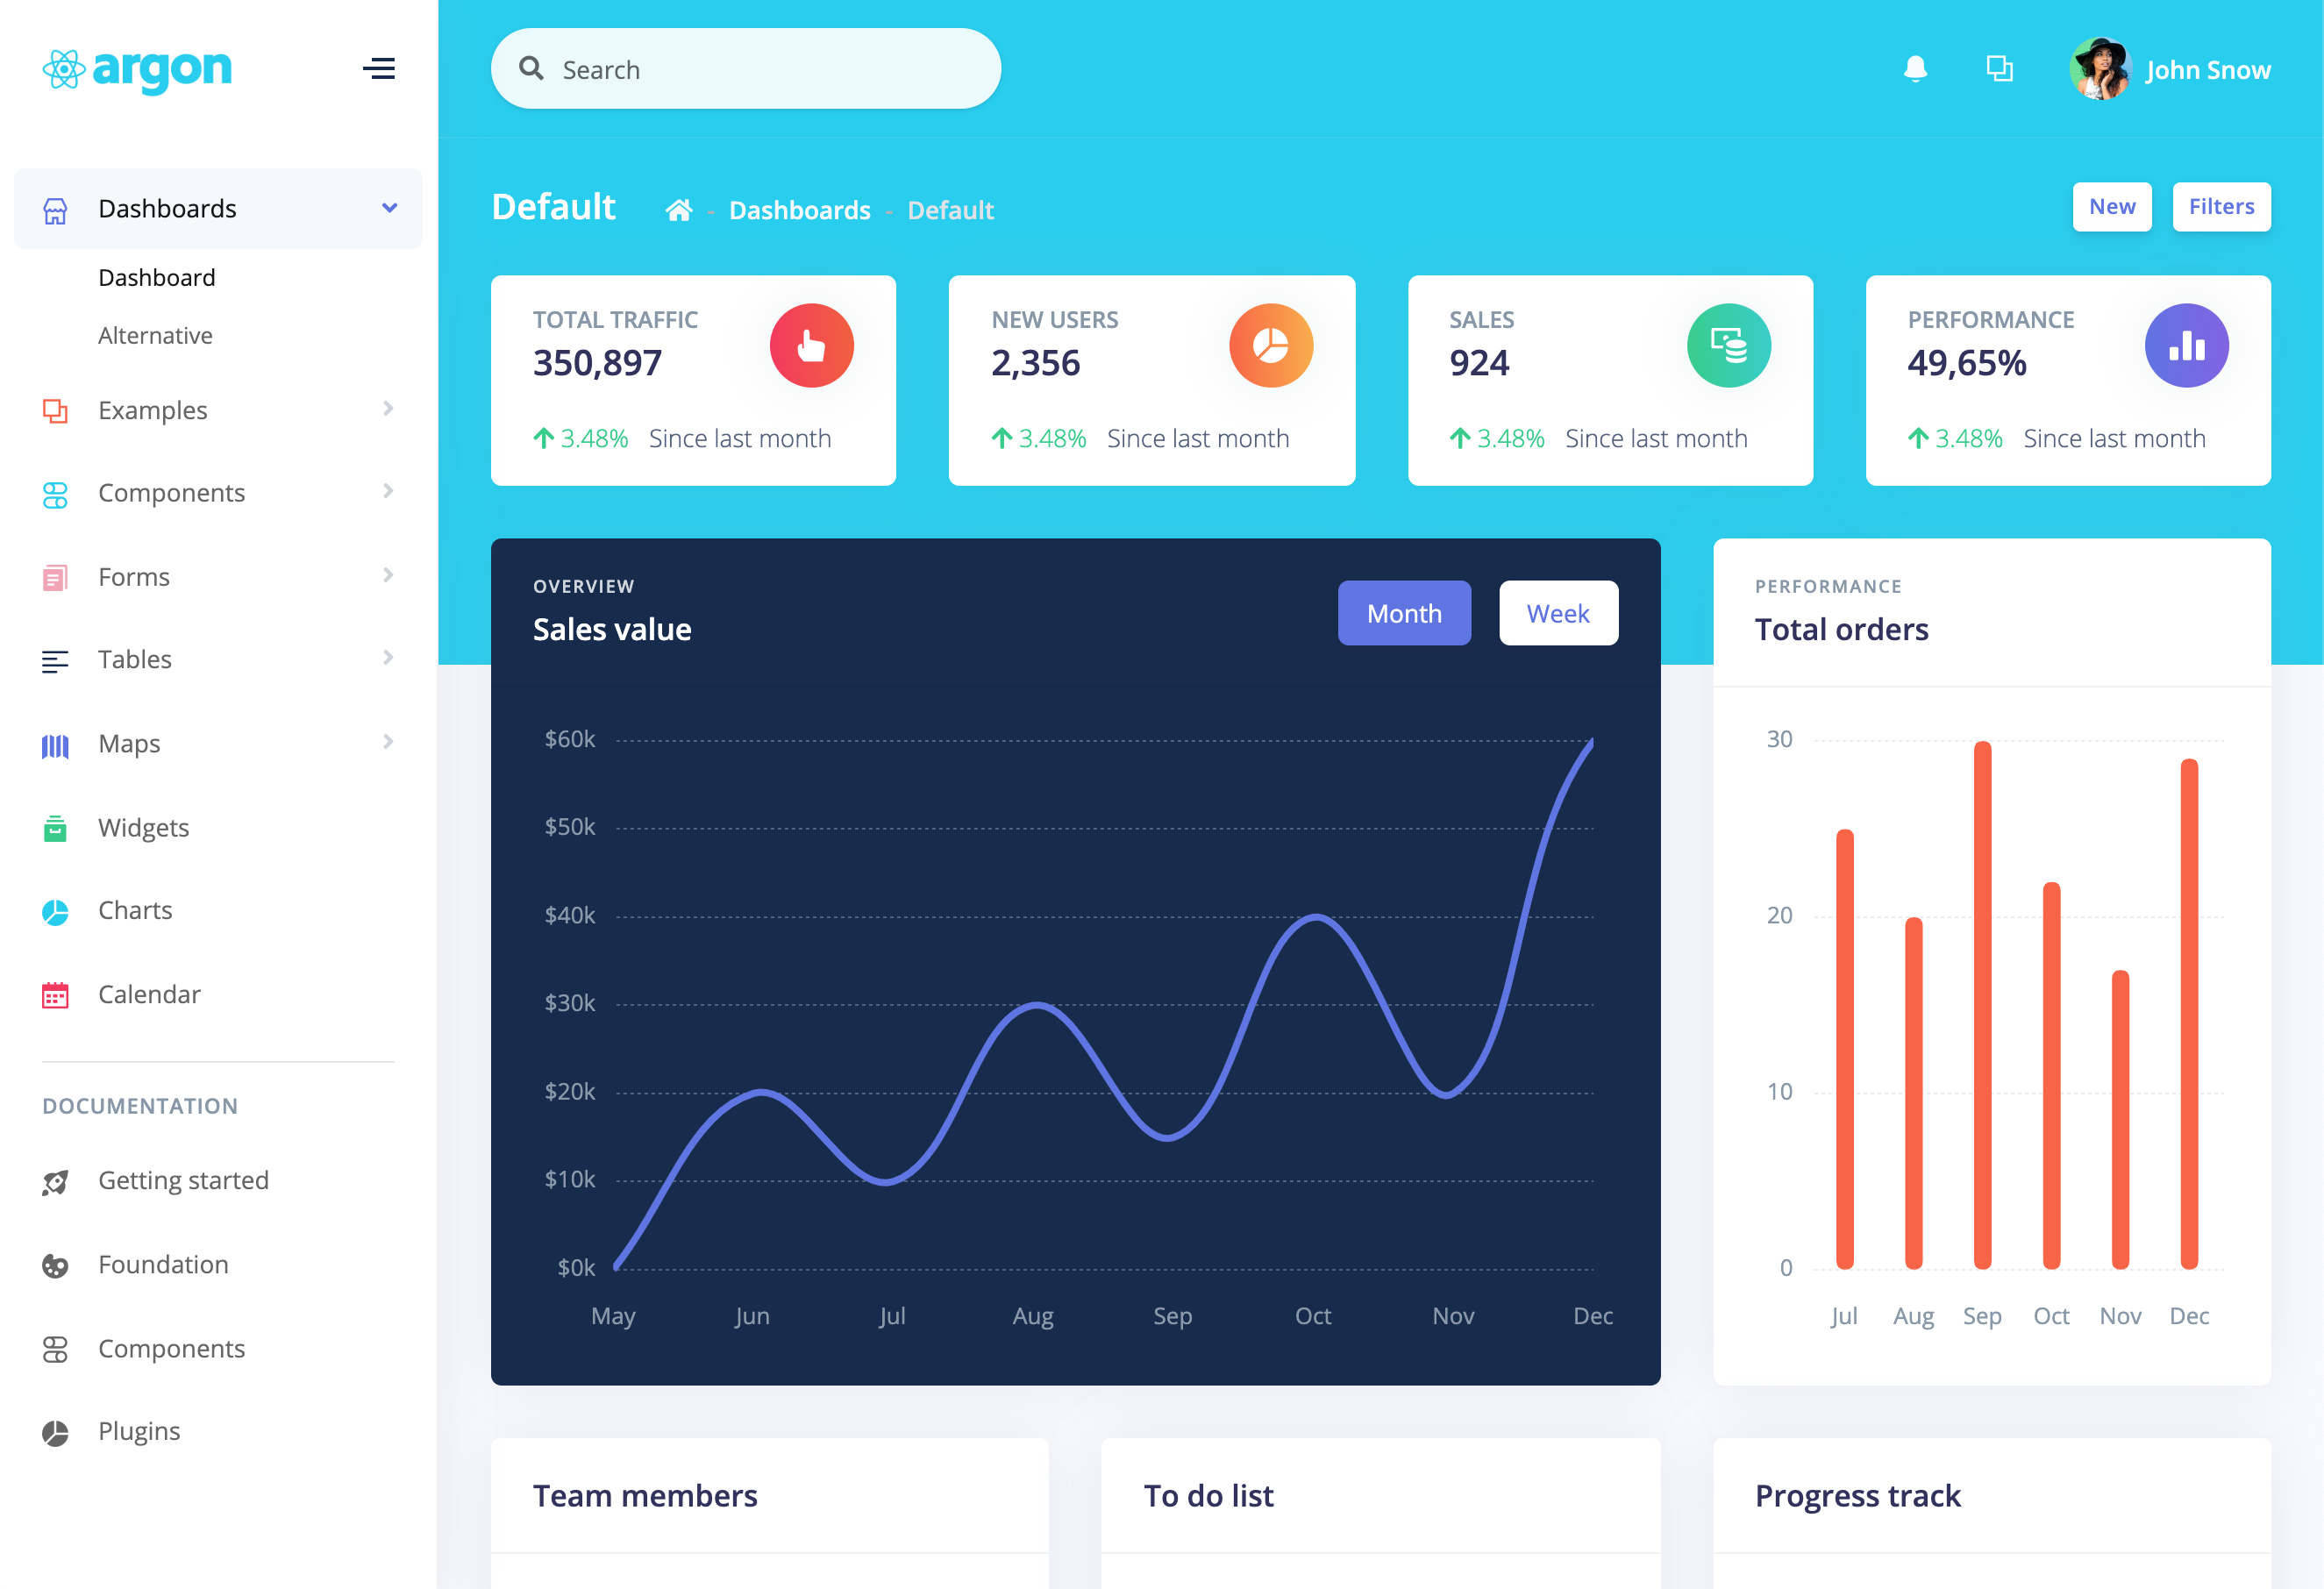 argon
Dashboards
Dashboard
Alternative
Examples
Components
Forms
Tables
Maps
Widgets
Charts
Calendar
DOCUMENTATION
Getting started
Foundation
Components
Plugins
Search
John Snow
Default
- Dashboards - Default
New
Filters
TOTAL TRAFFIC
350,897
3.48% Since last month
NEW USERS
2,356
3.48% Since last month
SALES
924
3.48% Since last month
PERFORMANCE
49,65%
3.48% Since last month
OVERVIEW
Sales value
Month
Week
$60k
$50k
$40k
$30k
$20k
$10k
$0k
May Jun Jul Aug Sep Oct Nov Dec
PERFORMANCE
Total orders
30
20
10
0
Jul Aug Sep Oct Nov Dec
Team members
To do list
Progress track